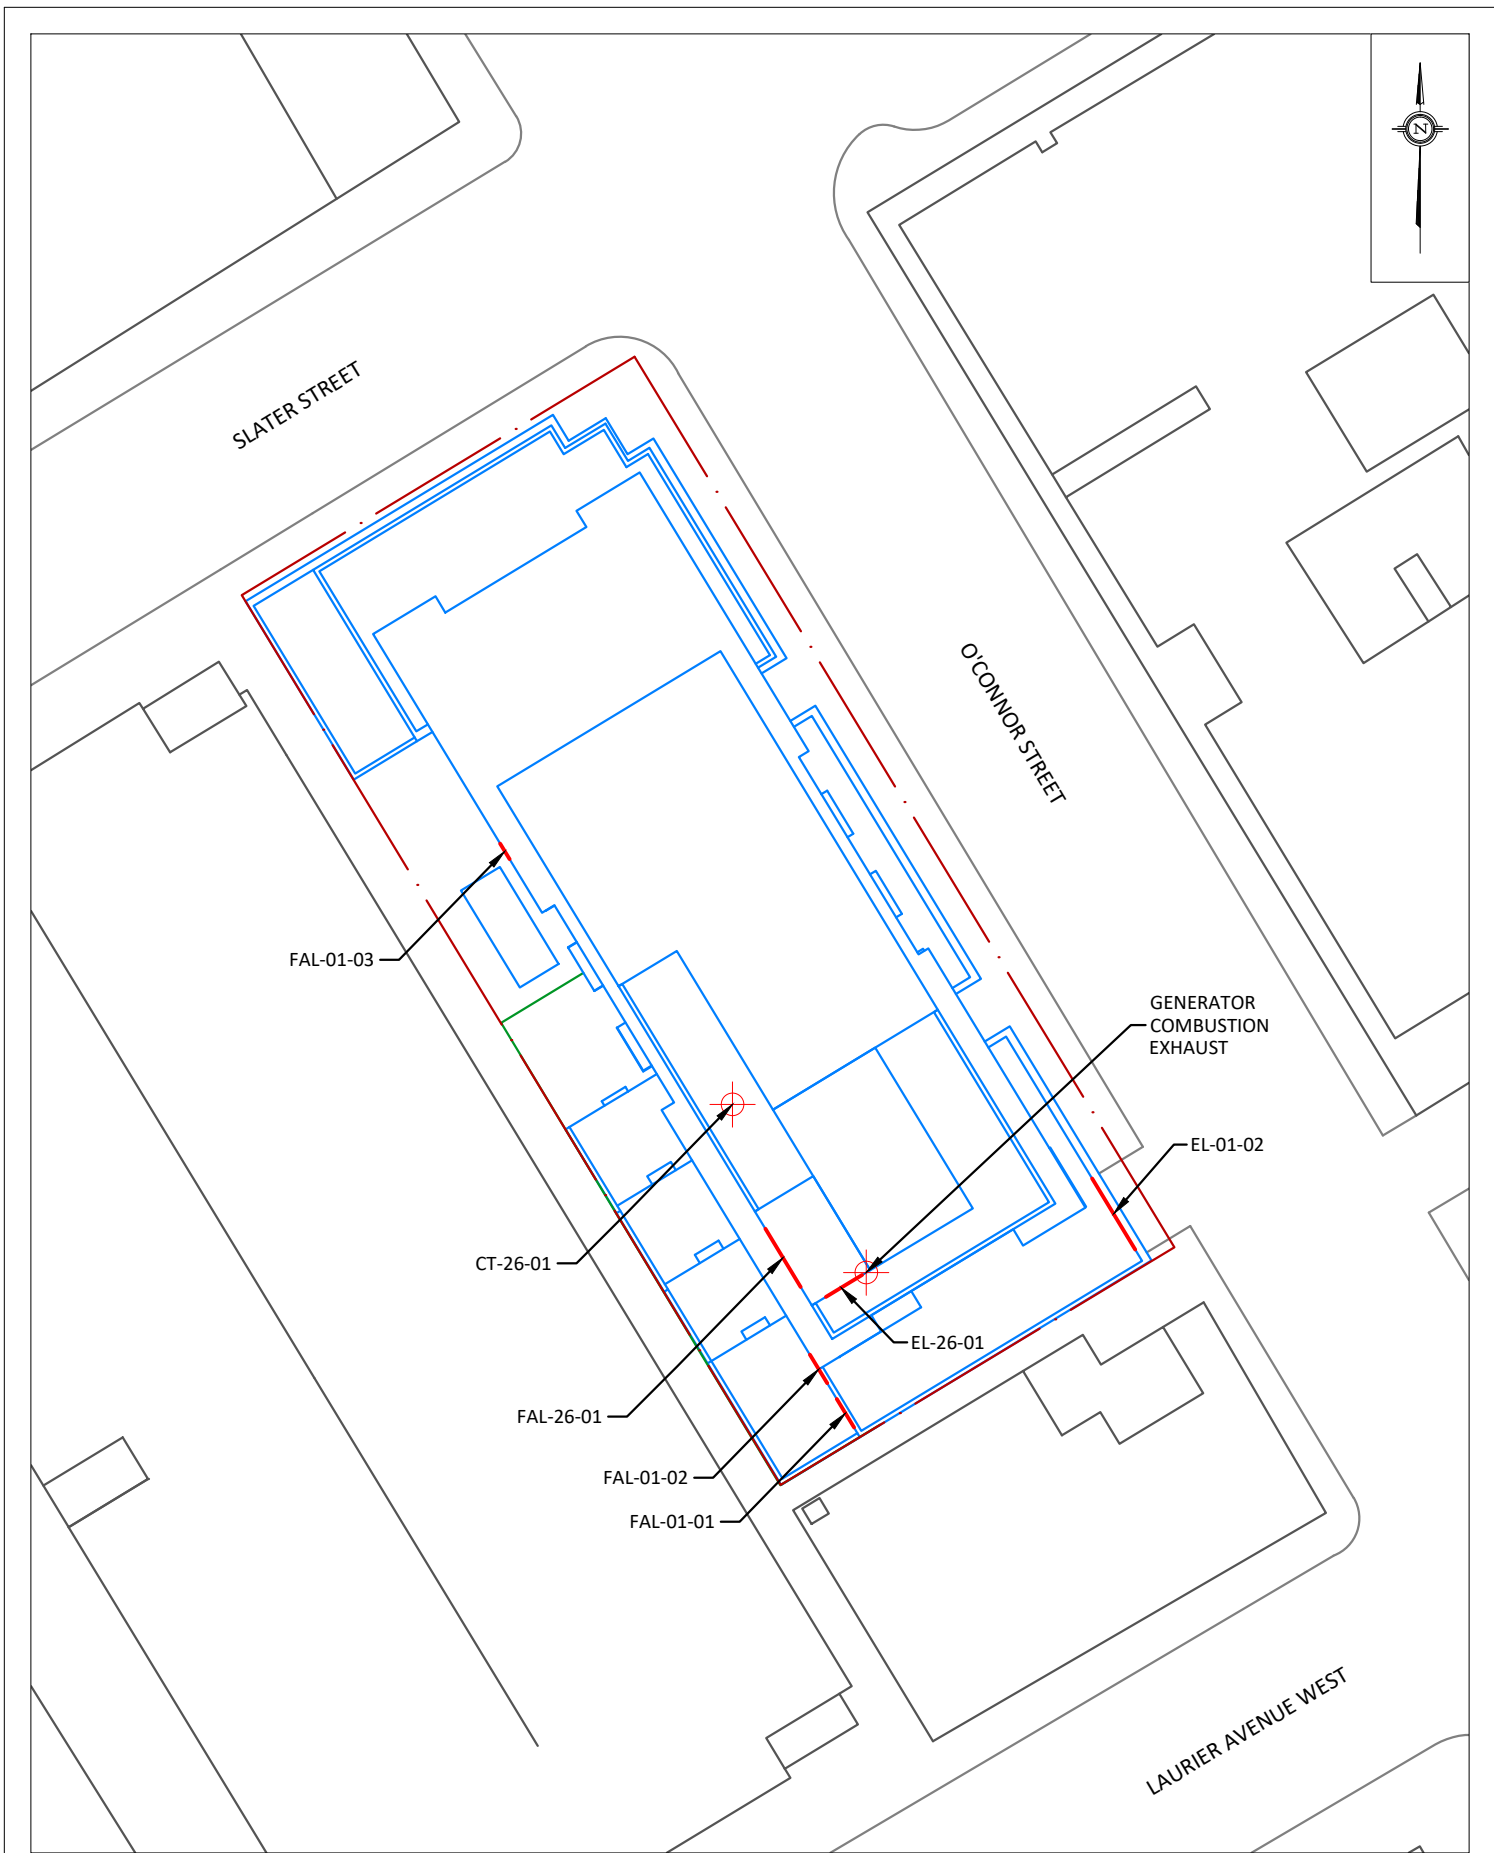 N
SLATER STREET
O'CONNOR STREET
FAL-01-03
GENERATOR
COMBUSTION
EXHAUST
EL-01-02
CT-26-01
EL-26-01
FAL-26-01
FAL-01-02
FAL-01-01
LAURIER AVENUE WEST